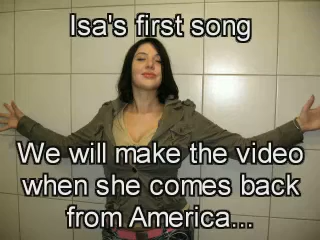 Isa's first song
We will make the video
when she comes back
from America...